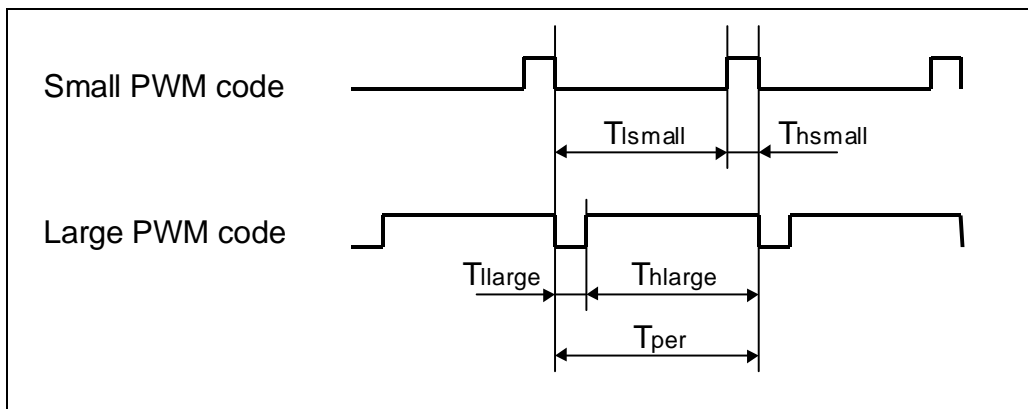 Small PWM code
Tlsmall
Thsmall
Large PWM code
Tllarge
Thlarge
Tper